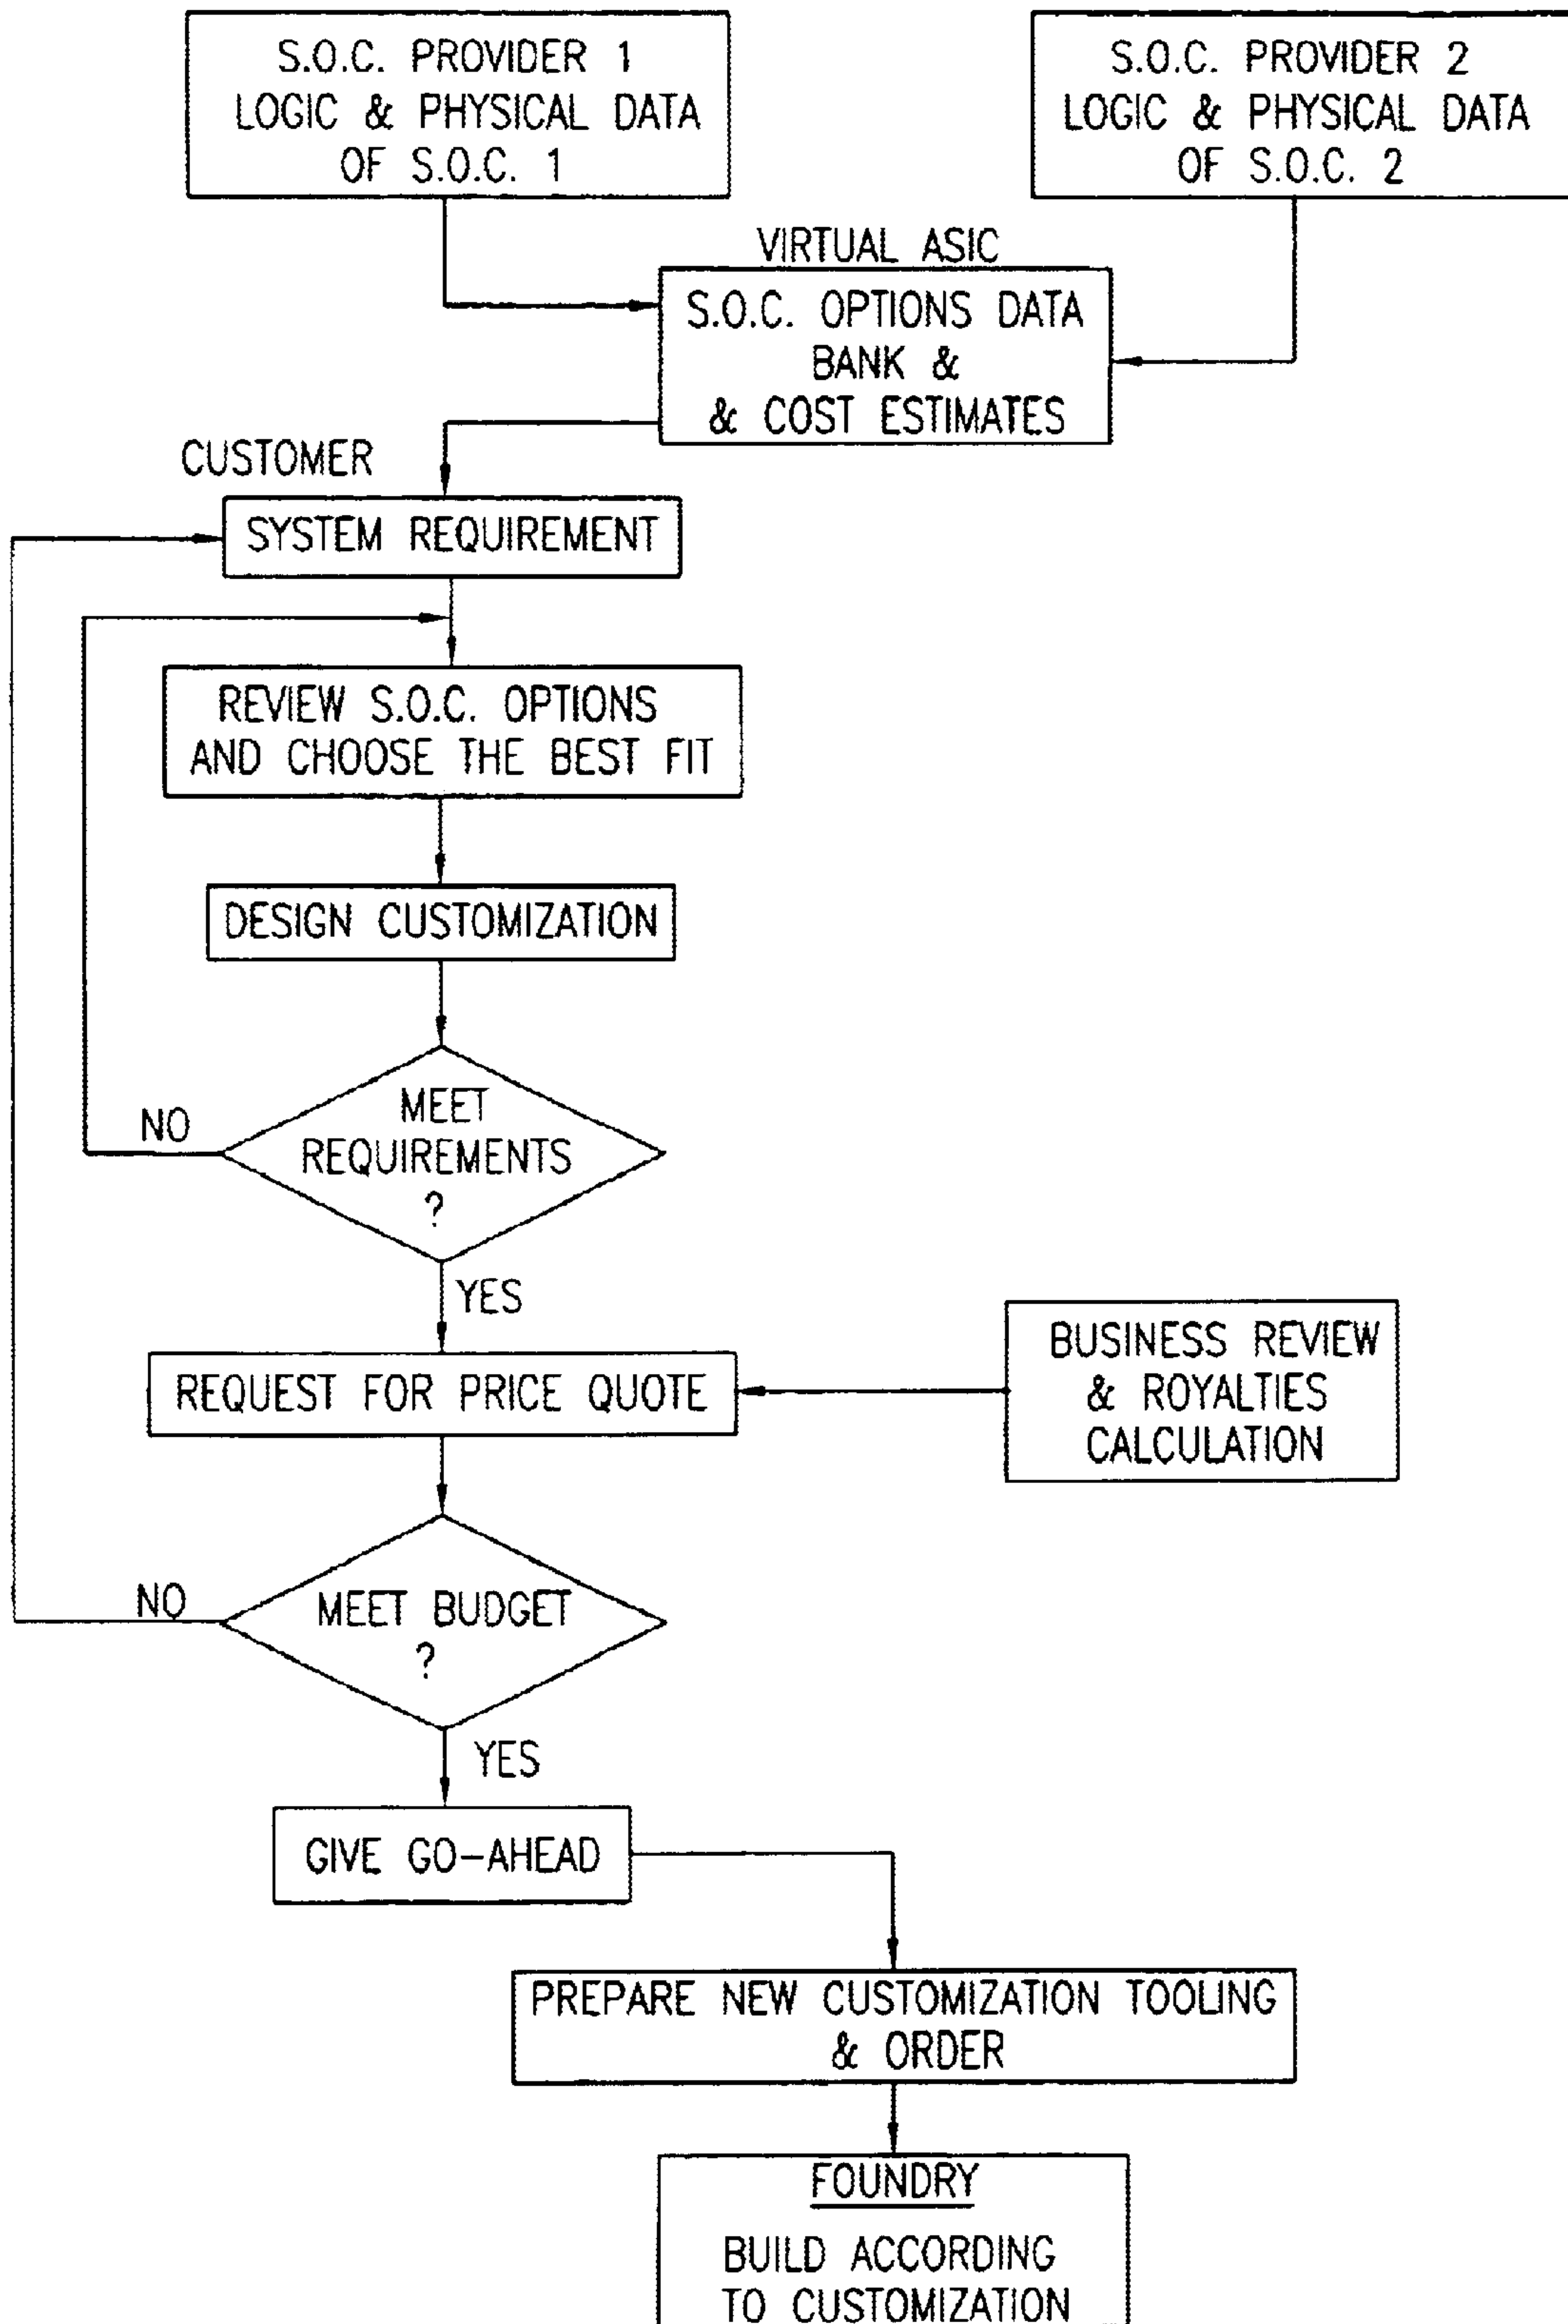 S.O.C. PROVIDER 1
LOGIC & PHYSICAL DATA
OF S.O.C. 1
S.O.C. PROVIDER 2
LOGIC & PHYSICAL DATA
OF S.O.C. 2
VIRTUAL ASIC
S.O.C. OPTIONS DATA
BANK &
& COST ESTIMATES
CUSTOMER
SYSTEM REQUIREMENT
REVIEW S.O.C. OPTIONS
AND CHOOSE THE BEST FIT
DESIGN CUSTOMIZATION
MEET
REQUIREMENTS
?
NO
YES
REQUEST FOR PRICE QUOTE
BUSINESS REVIEW
& ROYALTIES
CALCULATION
MEET BUDGET
?
NO
YES
GIVE GO-AHEAD
PREPARE NEW CUSTOMIZATION TOOLING
& ORDER
FOUNDRY
BUILD ACCORDING
TO CUSTOMIZATION